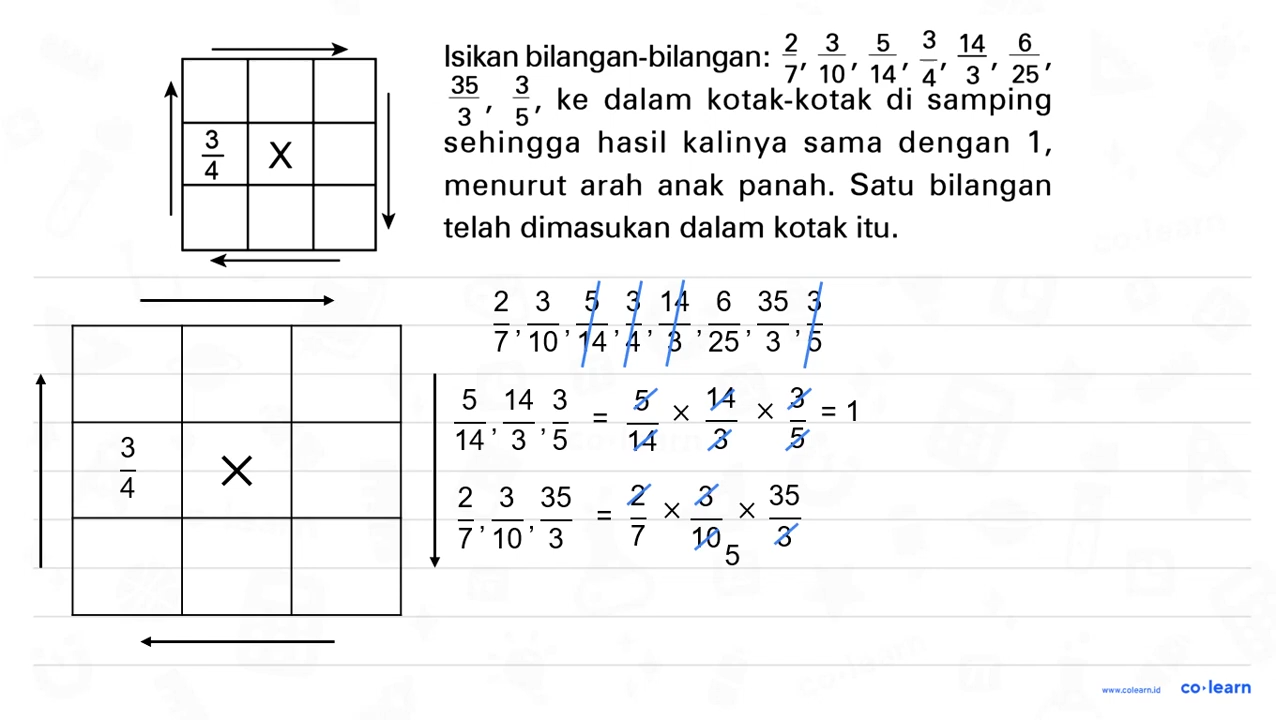 Isikan bilangan-bilangan: 2/7, 3/10, 5/14, 3/4, 14/3, 6/25,
35/3, 3/5, ke dalam kotak-kotak di samping
sehingga hasil kalinya sama dengan 1,
menurut arah anak panah. Satu bilangan
telah dimasukan dalam kotak itu.
3/4 X
2/7, 3/10, 5/14, 3/4, 14/3, 6/25, 35/3, 3/5
5/14, 14/3, 3/5 = 5/14 × 14/3 × 3/5 = 1
3/4 ×
2/7, 3/10, 35/3 = 2/7 × 3/10 × 35/3
5
www.colearn.id co·learn